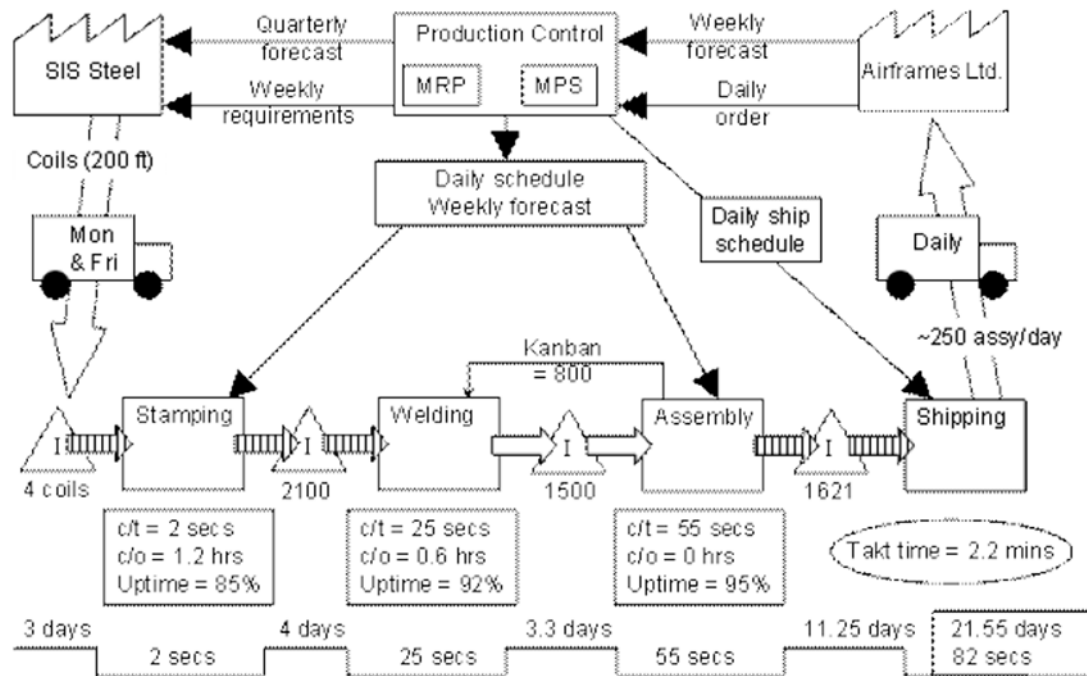 SIS Steel
Quarterly
forecast
Weekly
requirements
Production Control
MRP
MPS
Weekly
forecast
Daily
order
Airframes Ltd.
Coils (200 ft)
Mon
& Fri
Daily schedule
Weekly forecast
Daily ship
schedule
Daily
~250 assy/day
Kanban
= 800
Stamping
Welding
Assembly
Shipping
I
I
I
I
4 coils
2100
1500
1621
c/t = 2 secs
c/o = 1.2 hrs
Uptime = 85%
c/t = 25 secs
c/o = 0.6 hrs
Uptime = 92%
c/t = 55 secs
c/o = 0 hrs
Uptime = 95%
Takt time = 2.2 mins
3 days
4 days
3.3 days
11.25 days
21.55 days
2 secs
25 secs
55 secs
82 secs